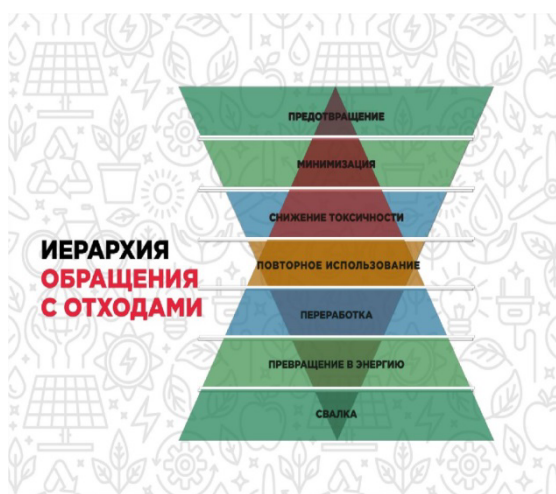 ИЕРАРХИЯ
ОБРАЩЕНИЯ
С ОТХОДАМИ
ПРЕДОТВРАЩЕНИЕ
МИНИМИЗАЦИЯ
СНИЖЕНИЕ ТОКСИЧНОСТИ
ПОВТОРНОЕ ИСПОЛЬЗОВАНИЕ
ПЕРЕРАБОТКА
ПРЕВРАЩЕНИЕ В ЭНЕРГИЮ
СВАЛКА